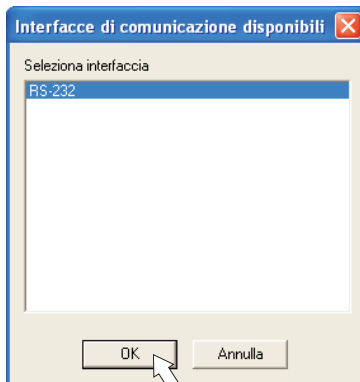 Interfacce di comunicazione disponibili
Seleziona interfaccia
RS-232
OK Annulla